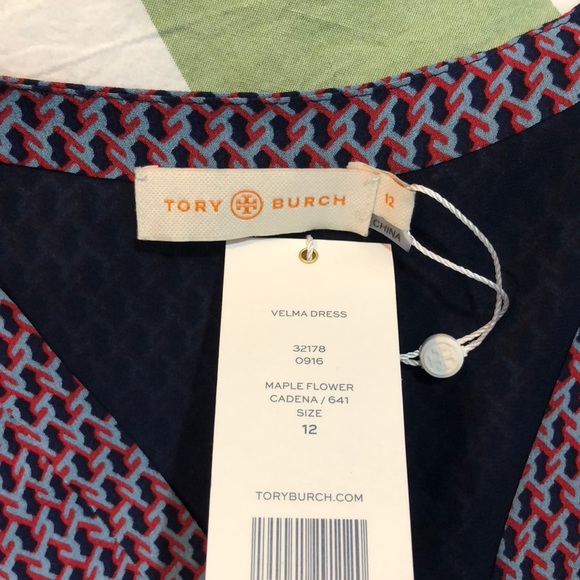 TORY BURCH
12
CHINA
VELMA DRESS
32178
0916
MAPLE FLOWER
CADENA / 641
SIZE
12
TORYBURCH.COM